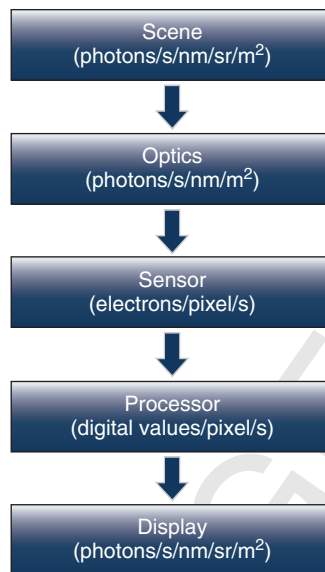 Scene
(photons/s/nm/sr/m²)
Optics
(photons/s/nm/m²)
Sensor
(electrons/pixel/s)
Processor
(digital values/pixel/s)
Display
(photons/s/nm/sr/m²)